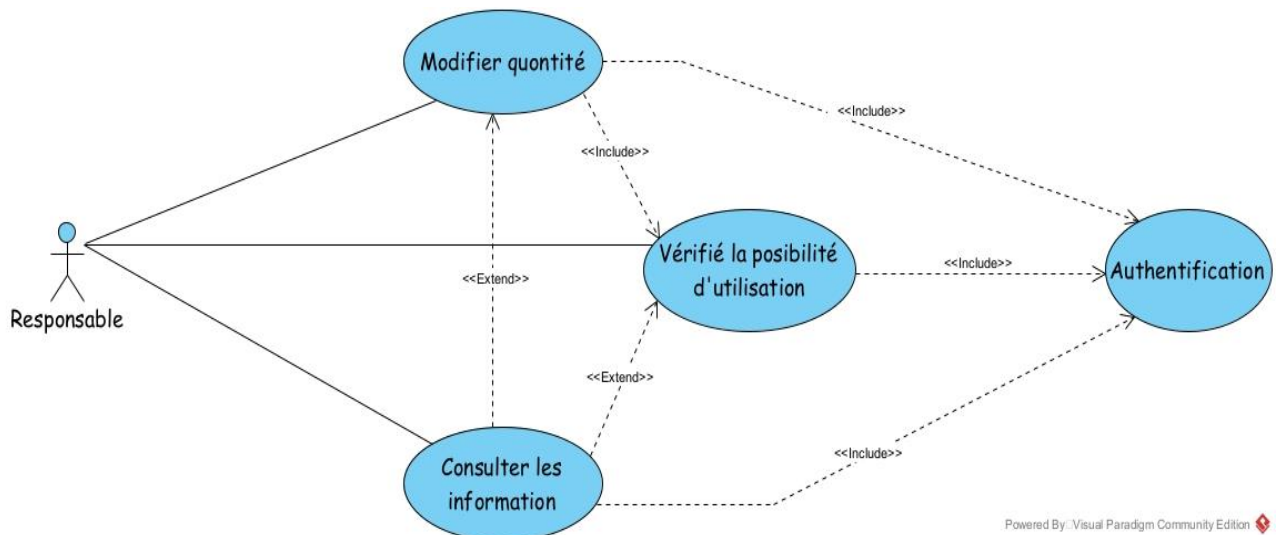 Modifier quontité
<<Include>>
<<Include>>
Vérifié la posibilité
d'utilisation
<<Include>>
Authentification
<<Extend>>
Responsable
<<Extend>>
Consulter les
information
<<Include>>
Powered By Visual Paradigm Community Edition